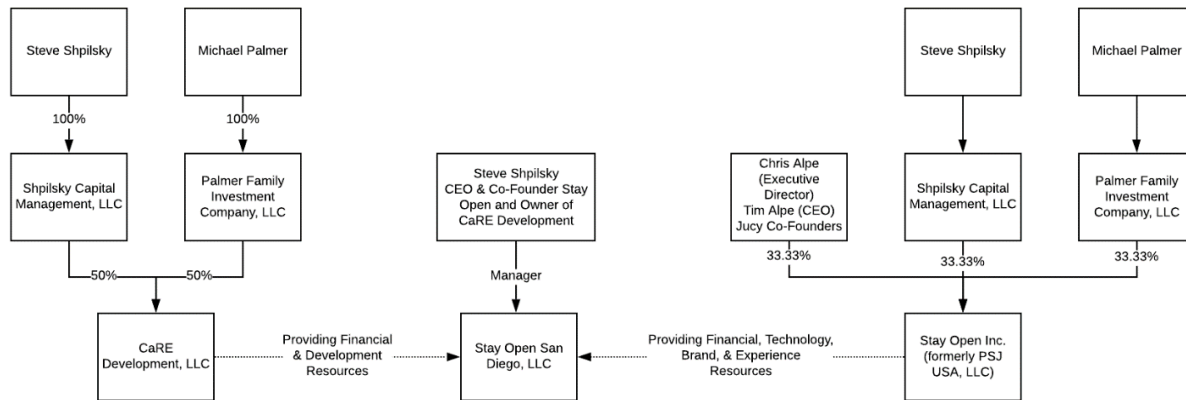 Steve Shpilsky
Michael Palmer
Steve Shpilsky
Michael Palmer
100%
100%
Shpilsky Capital
Management, LLC
Palmer Family
Investment
Company, LLC
Steve Shpilsky
CEO & Co-Founder Stay
Open and Owner of
CaRE Development
Chris Alpe
(Executive
Director)
Tim Alpe (CEO)
Jucy Co-Founders
Shpilsky Capital
Management, LLC
Palmer Family
Investment
Company, LLC
50%
50%
Manager
33.33%
33.33%
33.33%
CaRE
Development, LLC
Providing Financial
& Development
Resources
Stay Open San
Diego, LLC
Providing Financial, Technology,
Brand, & Experience
Resources
Stay Open Inc.
(formerly PSJ
USA, LLC)